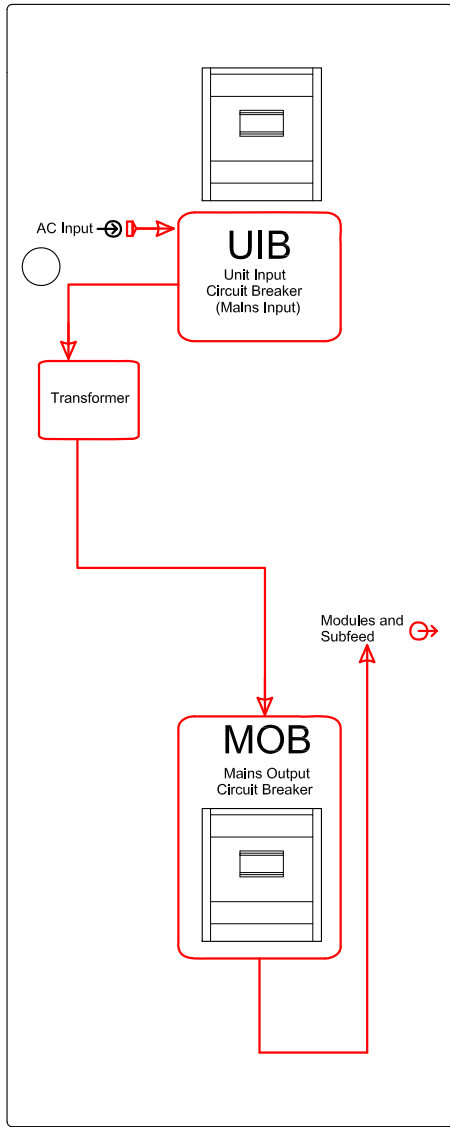 AC Input
UIB
Unit Input
Circuit Breaker
(Mains Input)
Transformer
Modules and
Subfeed
MOB
Mains Output
Circuit Breaker